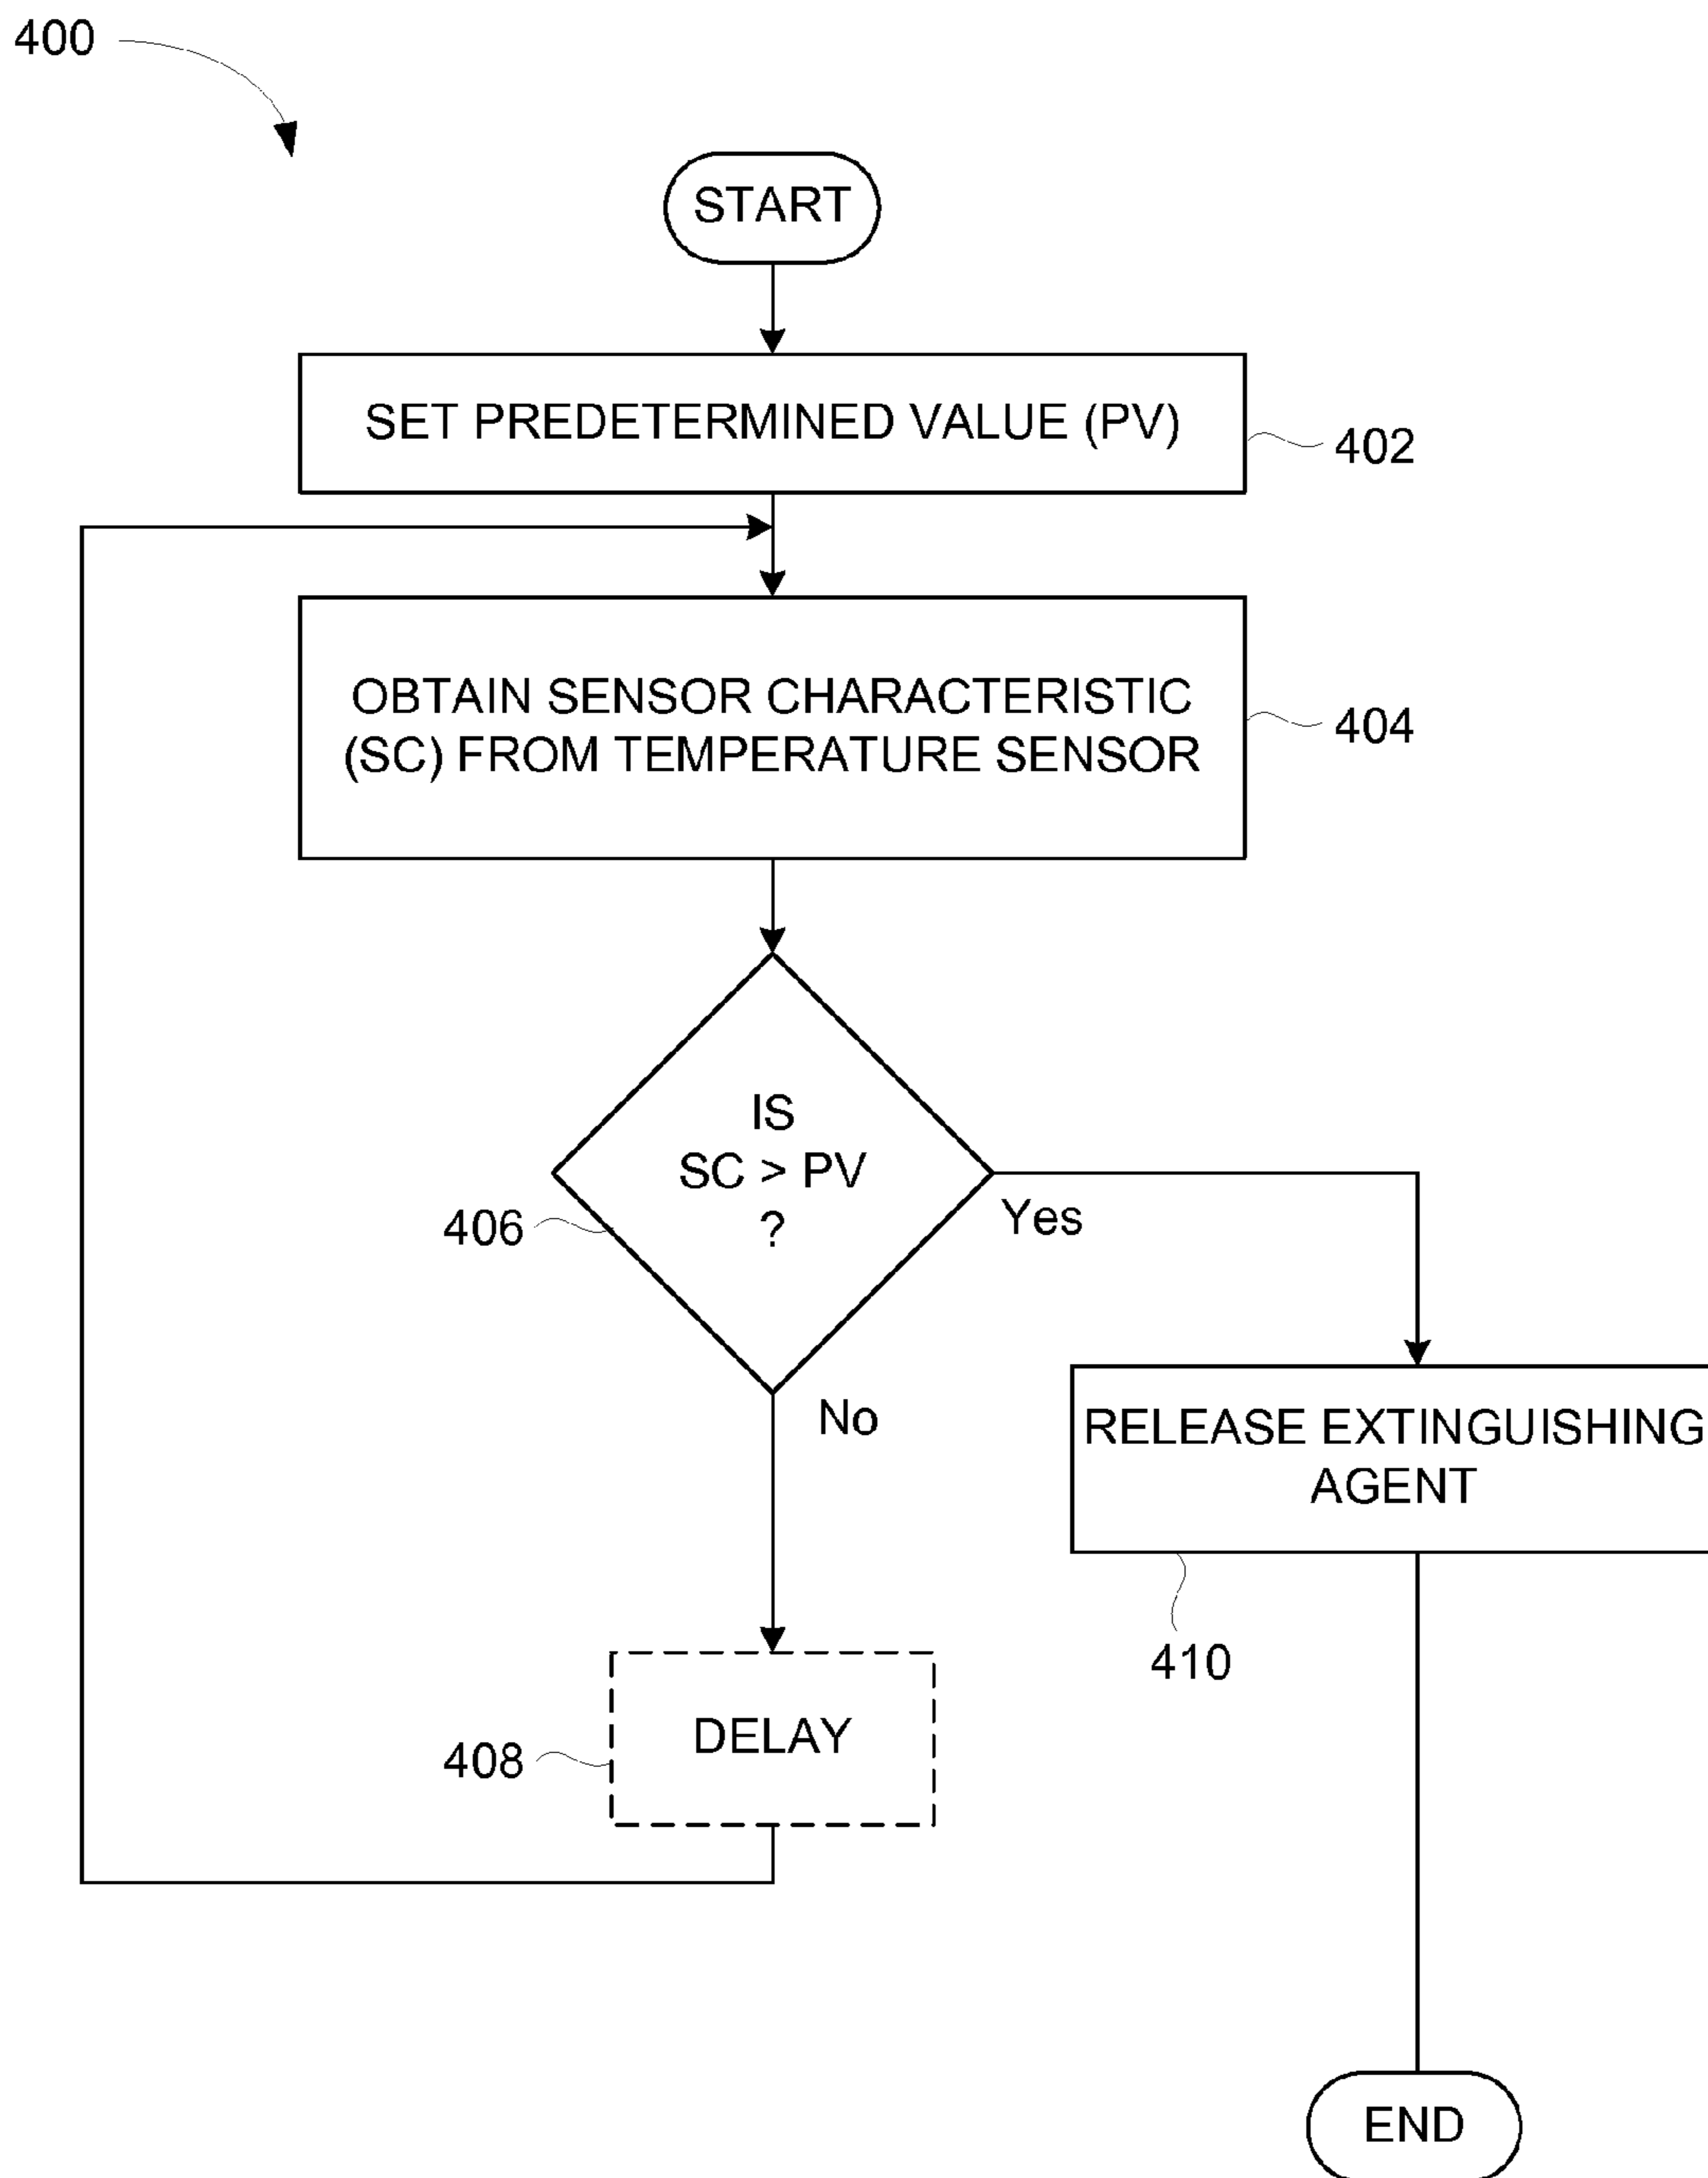 400
START
SET PREDETERMINED VALUE (PV)
402
OBTAIN SENSOR CHARACTERISTIC
(SC) FROM TEMPERATURE SENSOR
404
IS
SC > PV
?
406
Yes
No
RELEASE EXTINGUISHING
AGENT
410
DELAY
408
END